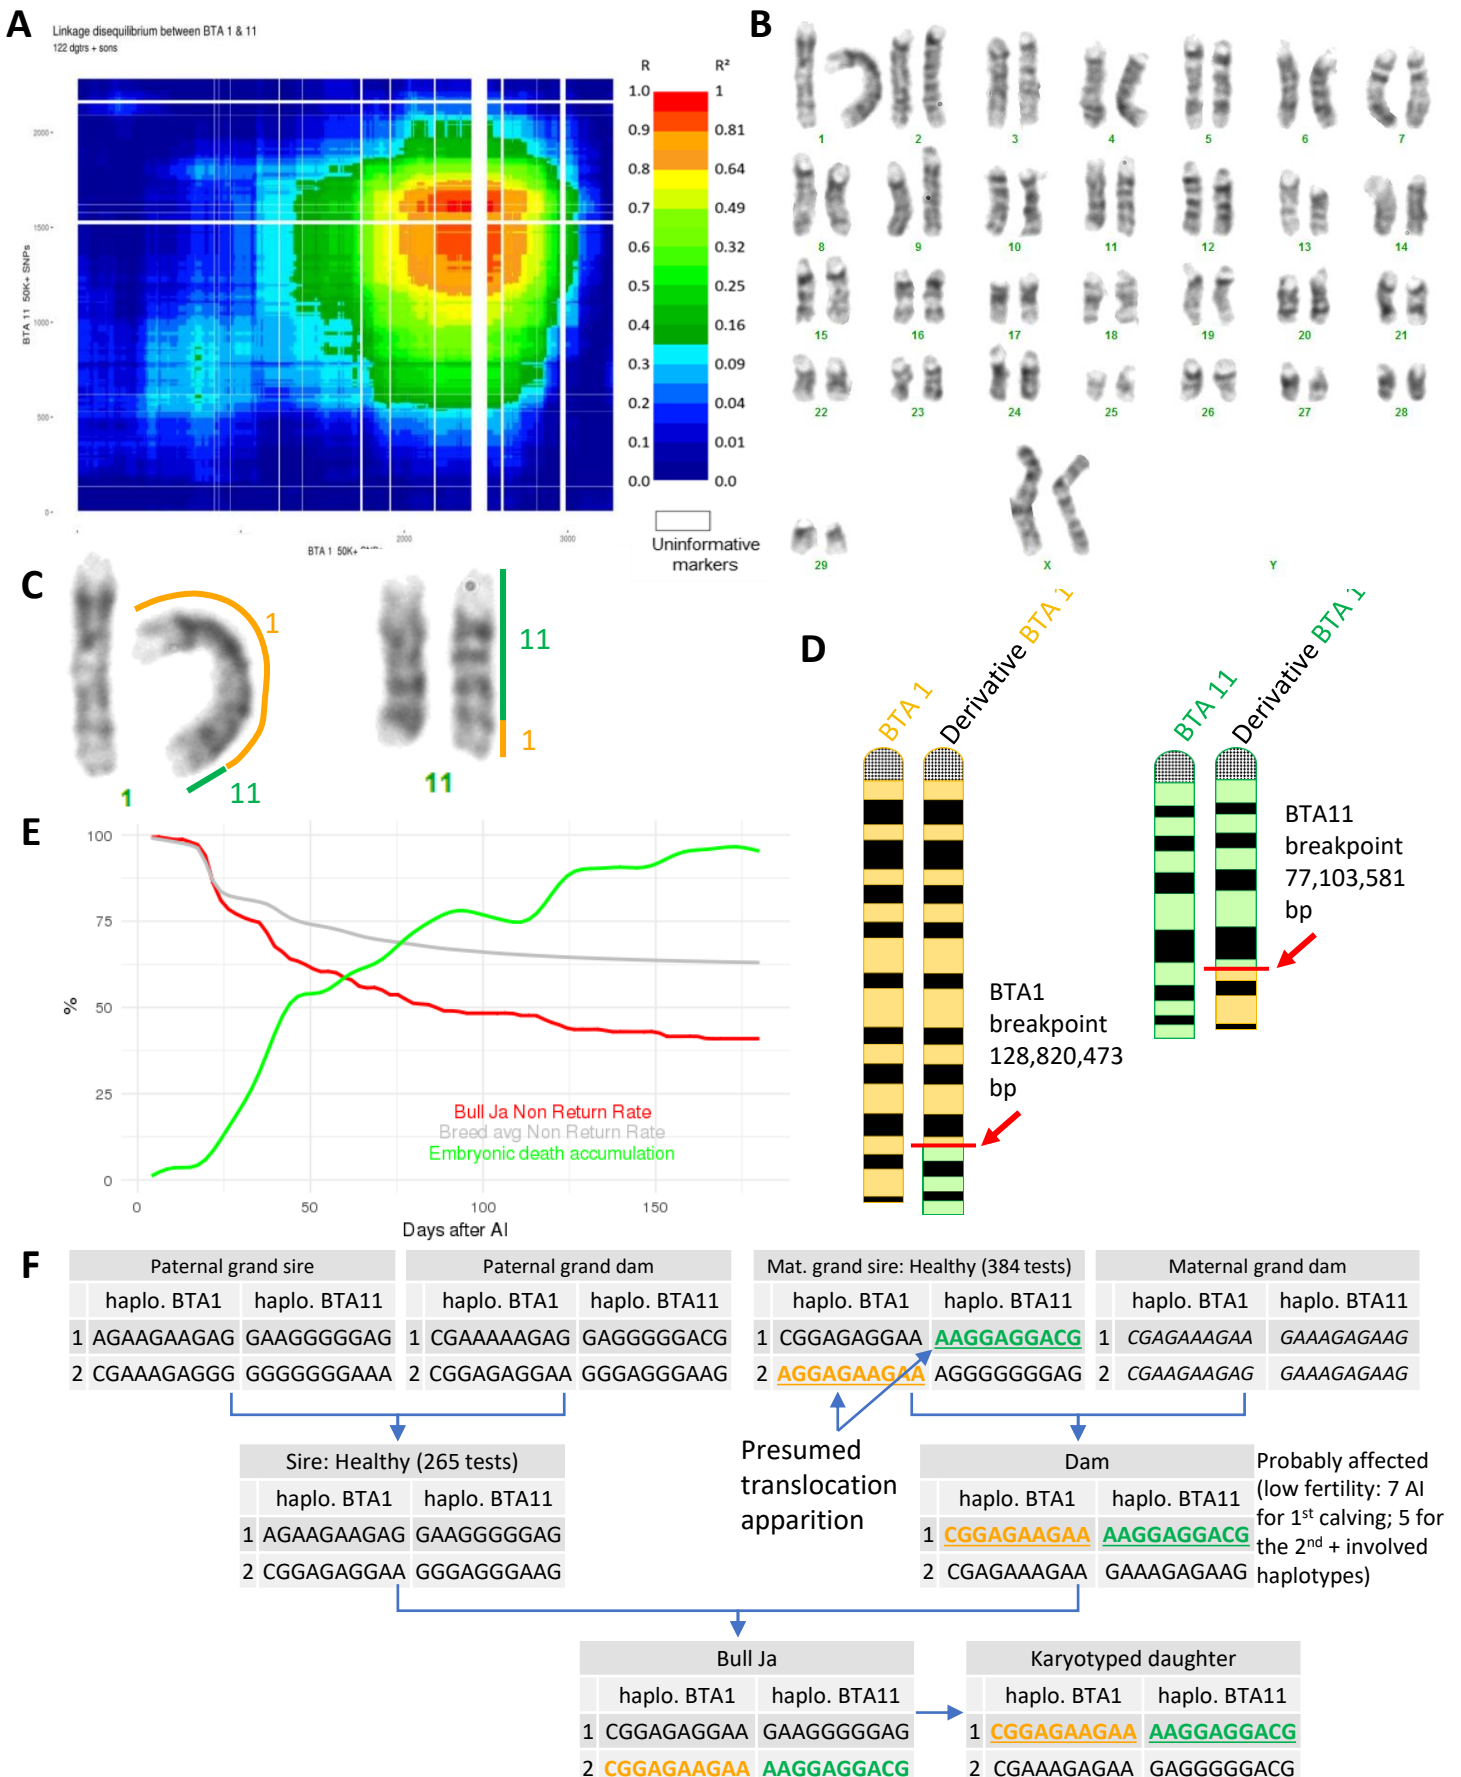 A
Linkage disequilibrium between BTA 1 & 11
122 dgtrs + sons
R
R²
1.0
1
0.9
0.81
0.8
0.64
0.7
0.49
0.6
0.32
0.5
0.25
0.4
0.16
0.3
0.09
0.2
0.04
0.1
0.01
0.0
0.0
Uninformative
markers
2000
1500
1000
500
0
BTA 11 50K+ SNPs
2000
3000
BTA 1 50K+
B
1 2 3 4 5 6 7
8 9 10 11 12 13 14
15 16 17 18 19 20 21
22 23 24 25 26 27 28
29 X Y
C
1
11
1
11
1
11
D
BTA 1
Derivative BTA 1
BTA 11
Derivative BTA 1
BTA1
breakpoint
128,820,473
bp
BTA11
breakpoint
77,103,581
bp
E
100
75
50
25
0
%
0 50 100 150
Days after AI
Bull Ja Non Return Rate
Breed avg Non Return Rate
Embryonic death accumulation
F
Paternal grand sire
haplo. BTA1 haplo. BTA11
1 AGAAGAAGAG GAAGGGGGAG
2 CGAAAGAGGG GGGGGGGAAA
Paternal grand dam
haplo. BTA1 haplo. BTA11
1 CGAAAAAGAG GAGGGGGACG
2 CGGAGAGGAA GGGAGGGAAG
Mat. grand sire: Healthy (384 tests)
haplo. BTA1 haplo. BTA11
1 CGGAGAGGAA AAGGAGGACG
2 AGGAGAAGAA AGGGGGGGAG
Maternal grand dam
haplo. BTA1 haplo. BTA11
1 CGAGAAAGAA GAAAGAGAAG
2 CGAAGAAGAG GAAAGAGAAG
Presumed
translocation
apparition
Sire: Healthy (265 tests)
haplo. BTA1 haplo. BTA11
1 AGAAGAAGAG GAAGGGGGAG
2 CGGAGAGGAA GGGAGGGAAG
Dam
haplo. BTA1 haplo. BTA11
1 CGGAGAAGAA AAGGAGGACG
2 CGAGAAAGAA GAAAGAGAAG
Probably affected
(low fertility: 7 AI
for 1st calving; 5 for
the 2nd + involved
haplotypes)
Bull Ja
haplo. BTA1 haplo. BTA11
1 CGGAGAGGAA GAAGGGGGAG
2 CGGAGAAGAA AAGGAGGACG
Karyotyped daughter
haplo. BTA1 haplo. BTA11
1 CGGAGAAGAA AAGGAGGACG
2 CGAAAGAGAA GAGGGGGACG